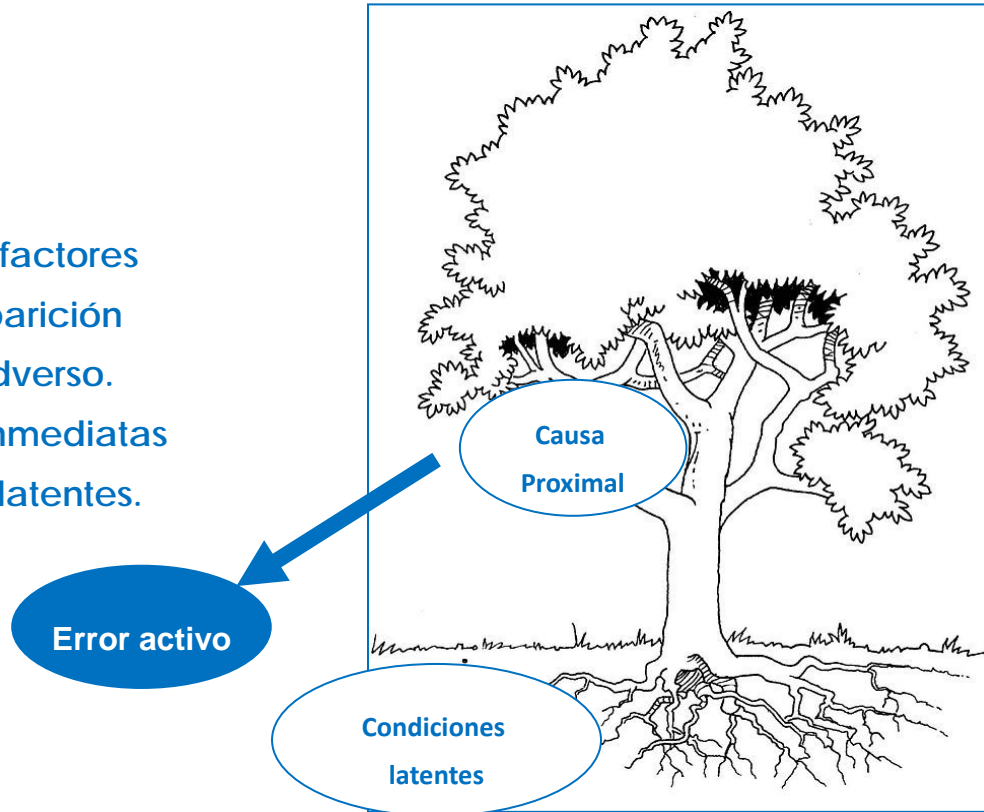 factores
parición
dverso.
nmediatas
latentes.
Causa
Proximal
Error activo
Condiciones
latentes